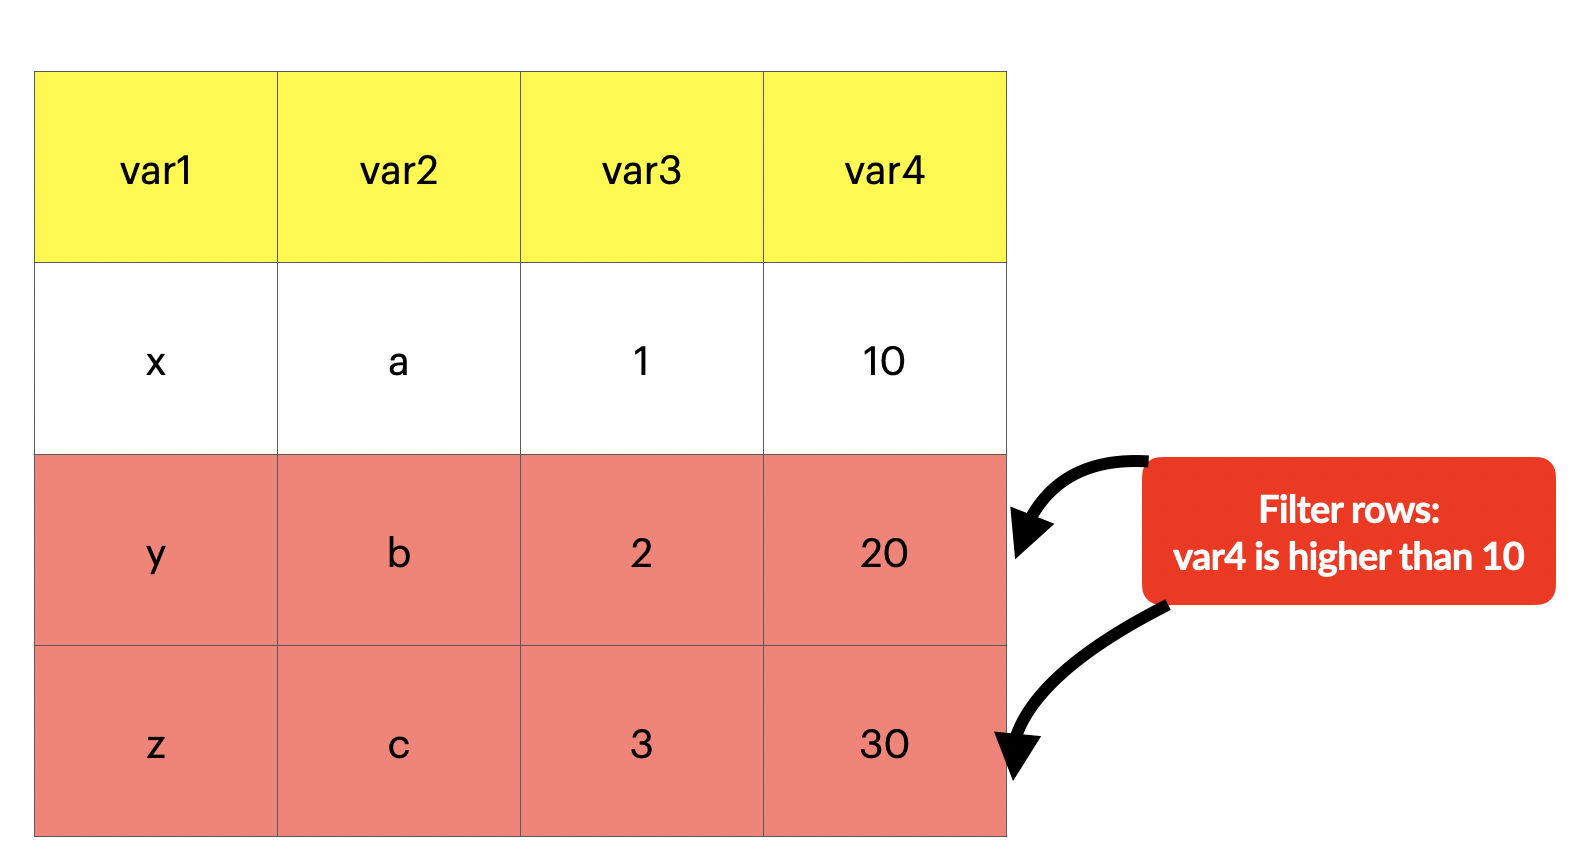 var1 var2 var3 var4
x a 1 10
y b 2 20
z c 3 30
Filter rows:
var4 is higher than 10